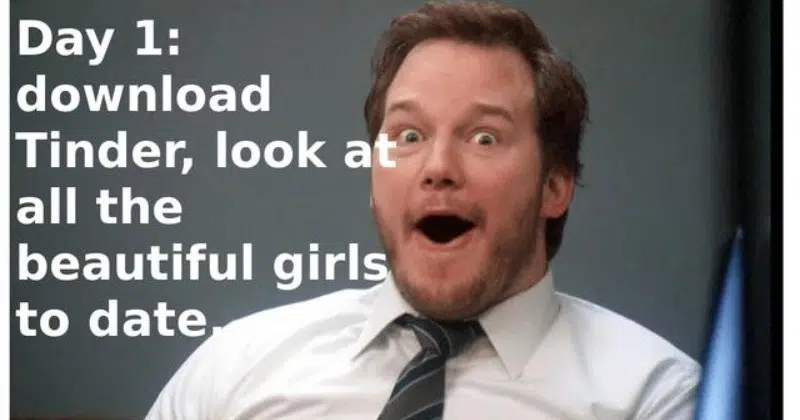 Day 1:
download
Tinder, look at
all the
beautiful girls
to date.